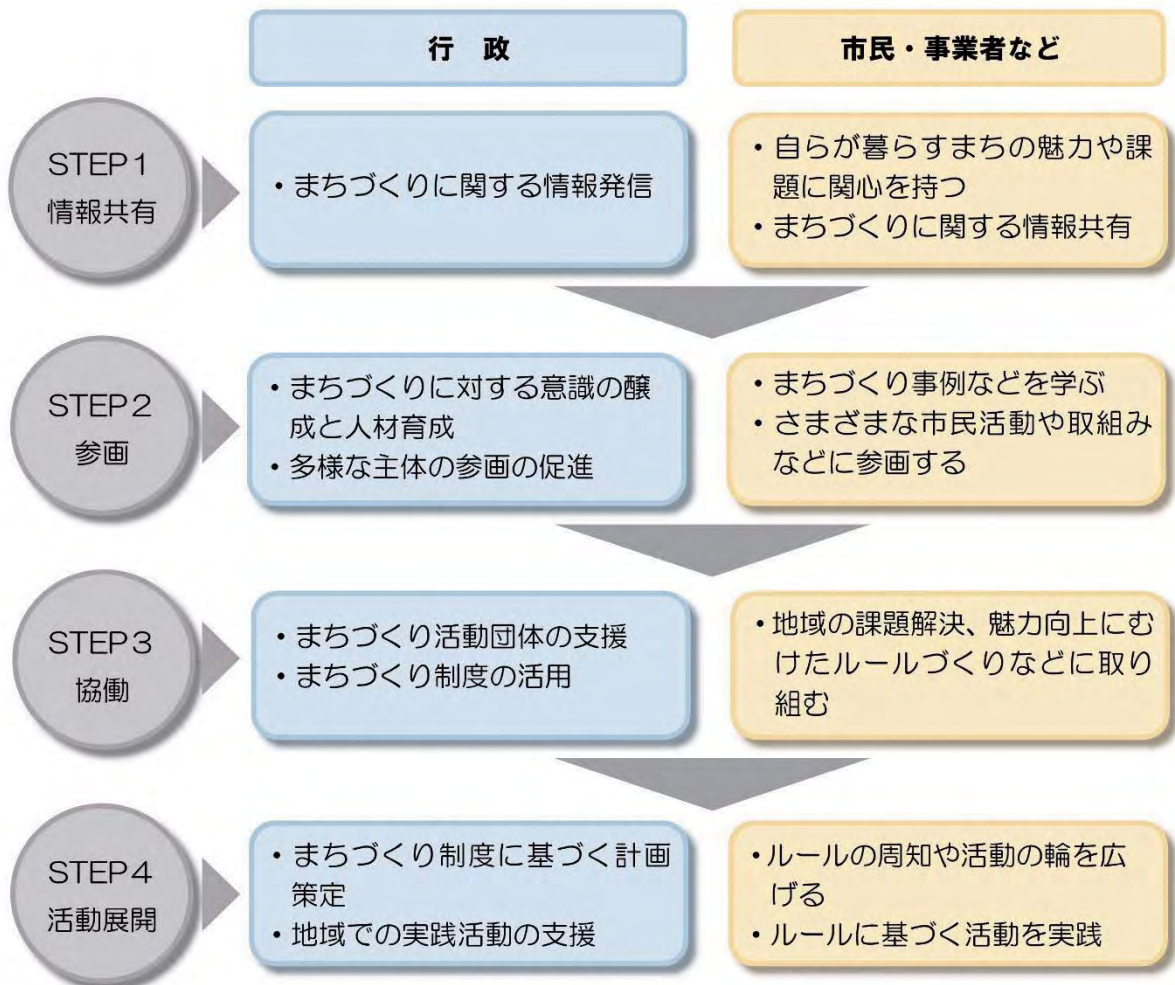 行 政
市民・事業者など
STEP1
情報共有
・まちづくりに関する情報発信
・自らが暮らすまちの魅力や課
題に関心を持つ
・まちづくりに関する情報共有
STEP2
参画
・まちづくりに対する意識の醸
成と人材育成
・多様な主体の参画の促進
・まちづくり事例などを学ぶ
・さまざまな市民活動や取組み
などに参画する
STEP3
協働
・まちづくり活動団体の支援
・まちづくり制度の活用
・地域の課題解決、魅力向上にむ
けたルールづくりなどに取り
組む
STEP4
活動展開
・まちづくり制度に基づく計画
策定
・地域での実践活動の支援
・ルールの周知や活動の輪を広
げる
・ルールに基づく活動を実践